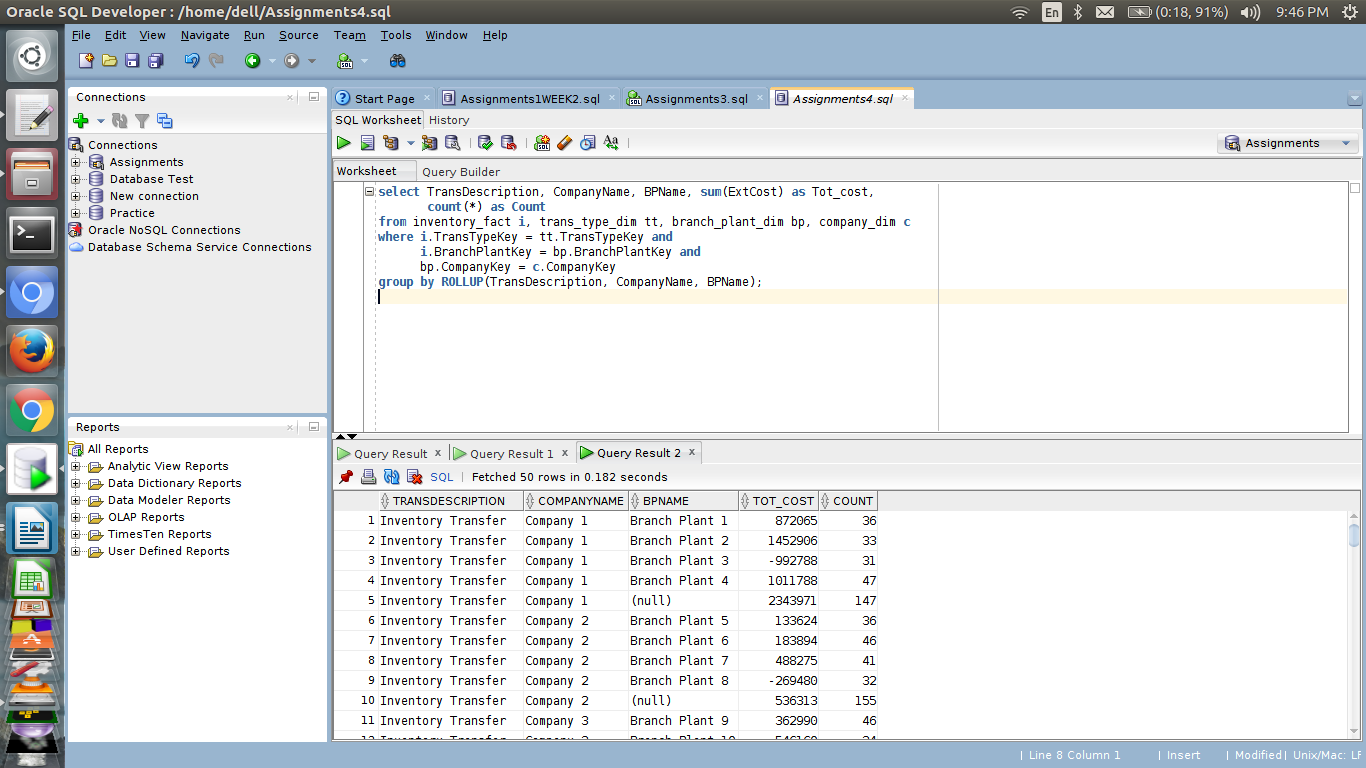 Oracle SQL Developer : /home/dell/Assignments4.sql
En
(0:18, 91%)
9:46 PM
File Edit View Navigate Run Source Team Tools Window Help
Connections
Connections
Assignments
Database Test
New connection
Practice
Oracle NoSQL Connections
Database Schema Service Connections
Reports
All Reports
Analytic View Reports
Data Dictionary Reports
Data Modeler Reports
OLAP Reports
TimesTen Reports
User Defined Reports
Start Page Assignments1WEEK2.sql Assignments3.sql Assignments4.sql
SQL Worksheet History
Assignments
Worksheet Query Builder
select TransDescription, CompanyName, BPName, sum(ExtCost) as Tot_cost,
count(*) as Count
from inventory_fact i, trans_type_dim tt, branch_plant_dim bp, company_dim c
where i.TransTypeKey = tt.TransTypeKey and
i.BranchPlantKey = bp.BranchPlantKey and
bp.CompanyKey = c.CompanyKey
group by ROLLUP(TransDescription, CompanyName, BPName);
Query Result Query Result 1 Query Result 2
SQL Fetched 50 rows in 0.182 seconds
TRANSDESCRIPTION COMPANYNAME BPNAME TOT_COST COUNT
1 Inventory Transfer Company 1 Branch Plant 1 872065 36
2 Inventory Transfer Company 1 Branch Plant 2 1452906 33
3 Inventory Transfer Company 1 Branch Plant 3 -992788 31
4 Inventory Transfer Company 1 Branch Plant 4 1011788 47
5 Inventory Transfer Company 1 (null) 2343971 147
6 Inventory Transfer Company 2 Branch Plant 5 133624 36
7 Inventory Transfer Company 2 Branch Plant 6 183894 46
8 Inventory Transfer Company 2 Branch Plant 7 488275 41
9 Inventory Transfer Company 2 Branch Plant 8 -269480 32
10 Inventory Transfer Company 2 (null) 536313 155
11 Inventory Transfer Company 3 Branch Plant 9 362990 46
Line 8 Column 1 Insert Modified Unix/Mac: LF